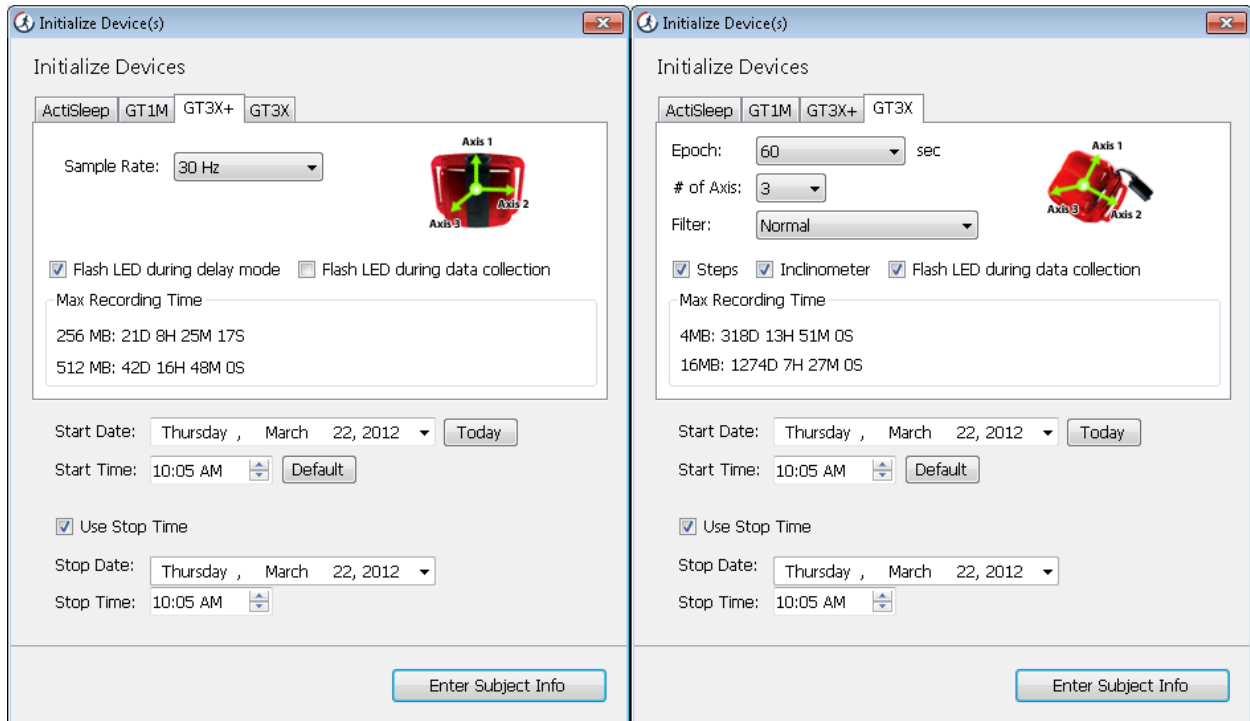 Initialize Device(s)
Initialize Devices
ActiSleep GT1M GT3X+ GT3X
Sample Rate: 30 Hz
Axis 1
Axis 2
Axis 3
Flash LED during delay mode Flash LED during data collection
Max Recording Time
256 MB: 21D 8H 25M 17S
512 MB: 42D 16H 48M 0S
Start Date: Thursday , March 22, 2012 Today
Start Time: 10:05 AM Default
Use Stop Time
Stop Date: Thursday , March 22, 2012
Stop Time: 10:05 AM
Enter Subject Info
Initialize Device(s)
Initialize Devices
ActiSleep GT1M GT3X+ GT3X
Epoch: 60 sec
# of Axis: 3
Filter: Normal
Axis 1
Axis 3 Axis 2
Steps Inclinometer Flash LED during data collection
Max Recording Time
4MB: 318D 13H 51M 0S
16MB: 1274D 7H 27M 0S
Start Date: Thursday , March 22, 2012 Today
Start Time: 10:05 AM Default
Use Stop Time
Stop Date: Thursday , March 22, 2012
Stop Time: 10:05 AM
Enter Subject Info